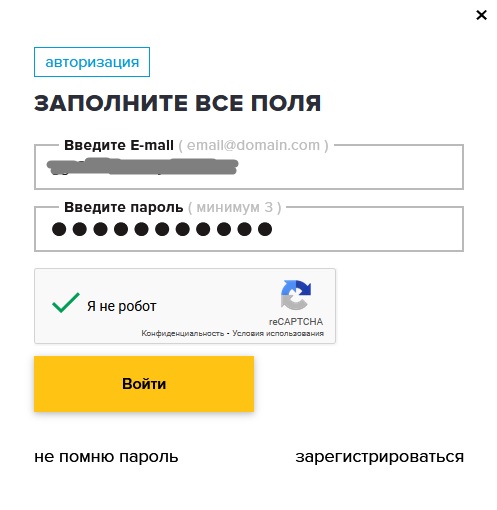 авторизация
ЗАПОЛНИТЕ ВСЕ ПОЛЯ
Введите E-mail ( email@domain.com )
Введите пароль ( минимум 3 )
Я не робот
reCAPTCHA
Конфиденциальность - Условия использования
Войти
не помню пароль зарегистрироваться